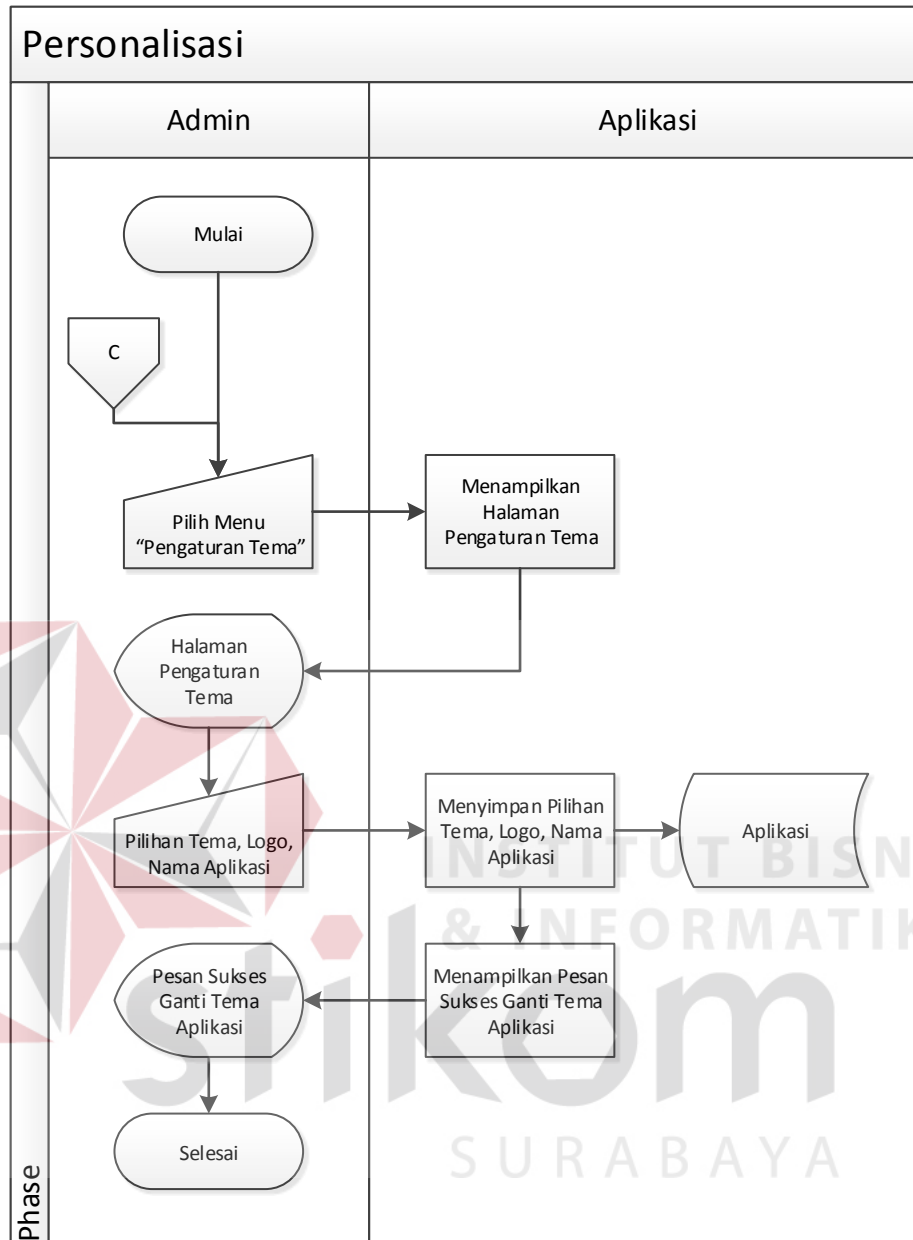 Personalisasi
Admin
Aplikasi
Mulai
C
Pilih Menu
“Pengaturan Tema”
Menampilkan
Halaman
Pengaturan Tema
Halaman
Pengaturan
Tema
Pilihan Tema, Logo,
Nama Aplikasi
Menyimpan Pilihan
Tema, Logo, Nama
Aplikasi
Aplikasi
INSTITUT BISN
& INFORMATIK
stikom
SURABAYA
Menampilkan Pesan
Sukses Ganti Tema
Aplikasi
Pesan Sukses
Ganti Tema
Aplikasi
Selesai
Phase